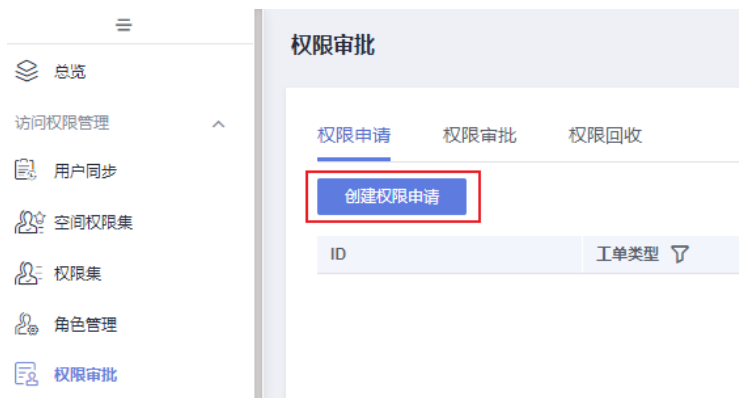 总览
访问权限管理
用户同步
空间权限集
权限集
角色管理
权限审批
权限审批
权限申请 权限审批 权限回收
创建权限申请
ID 工单类型